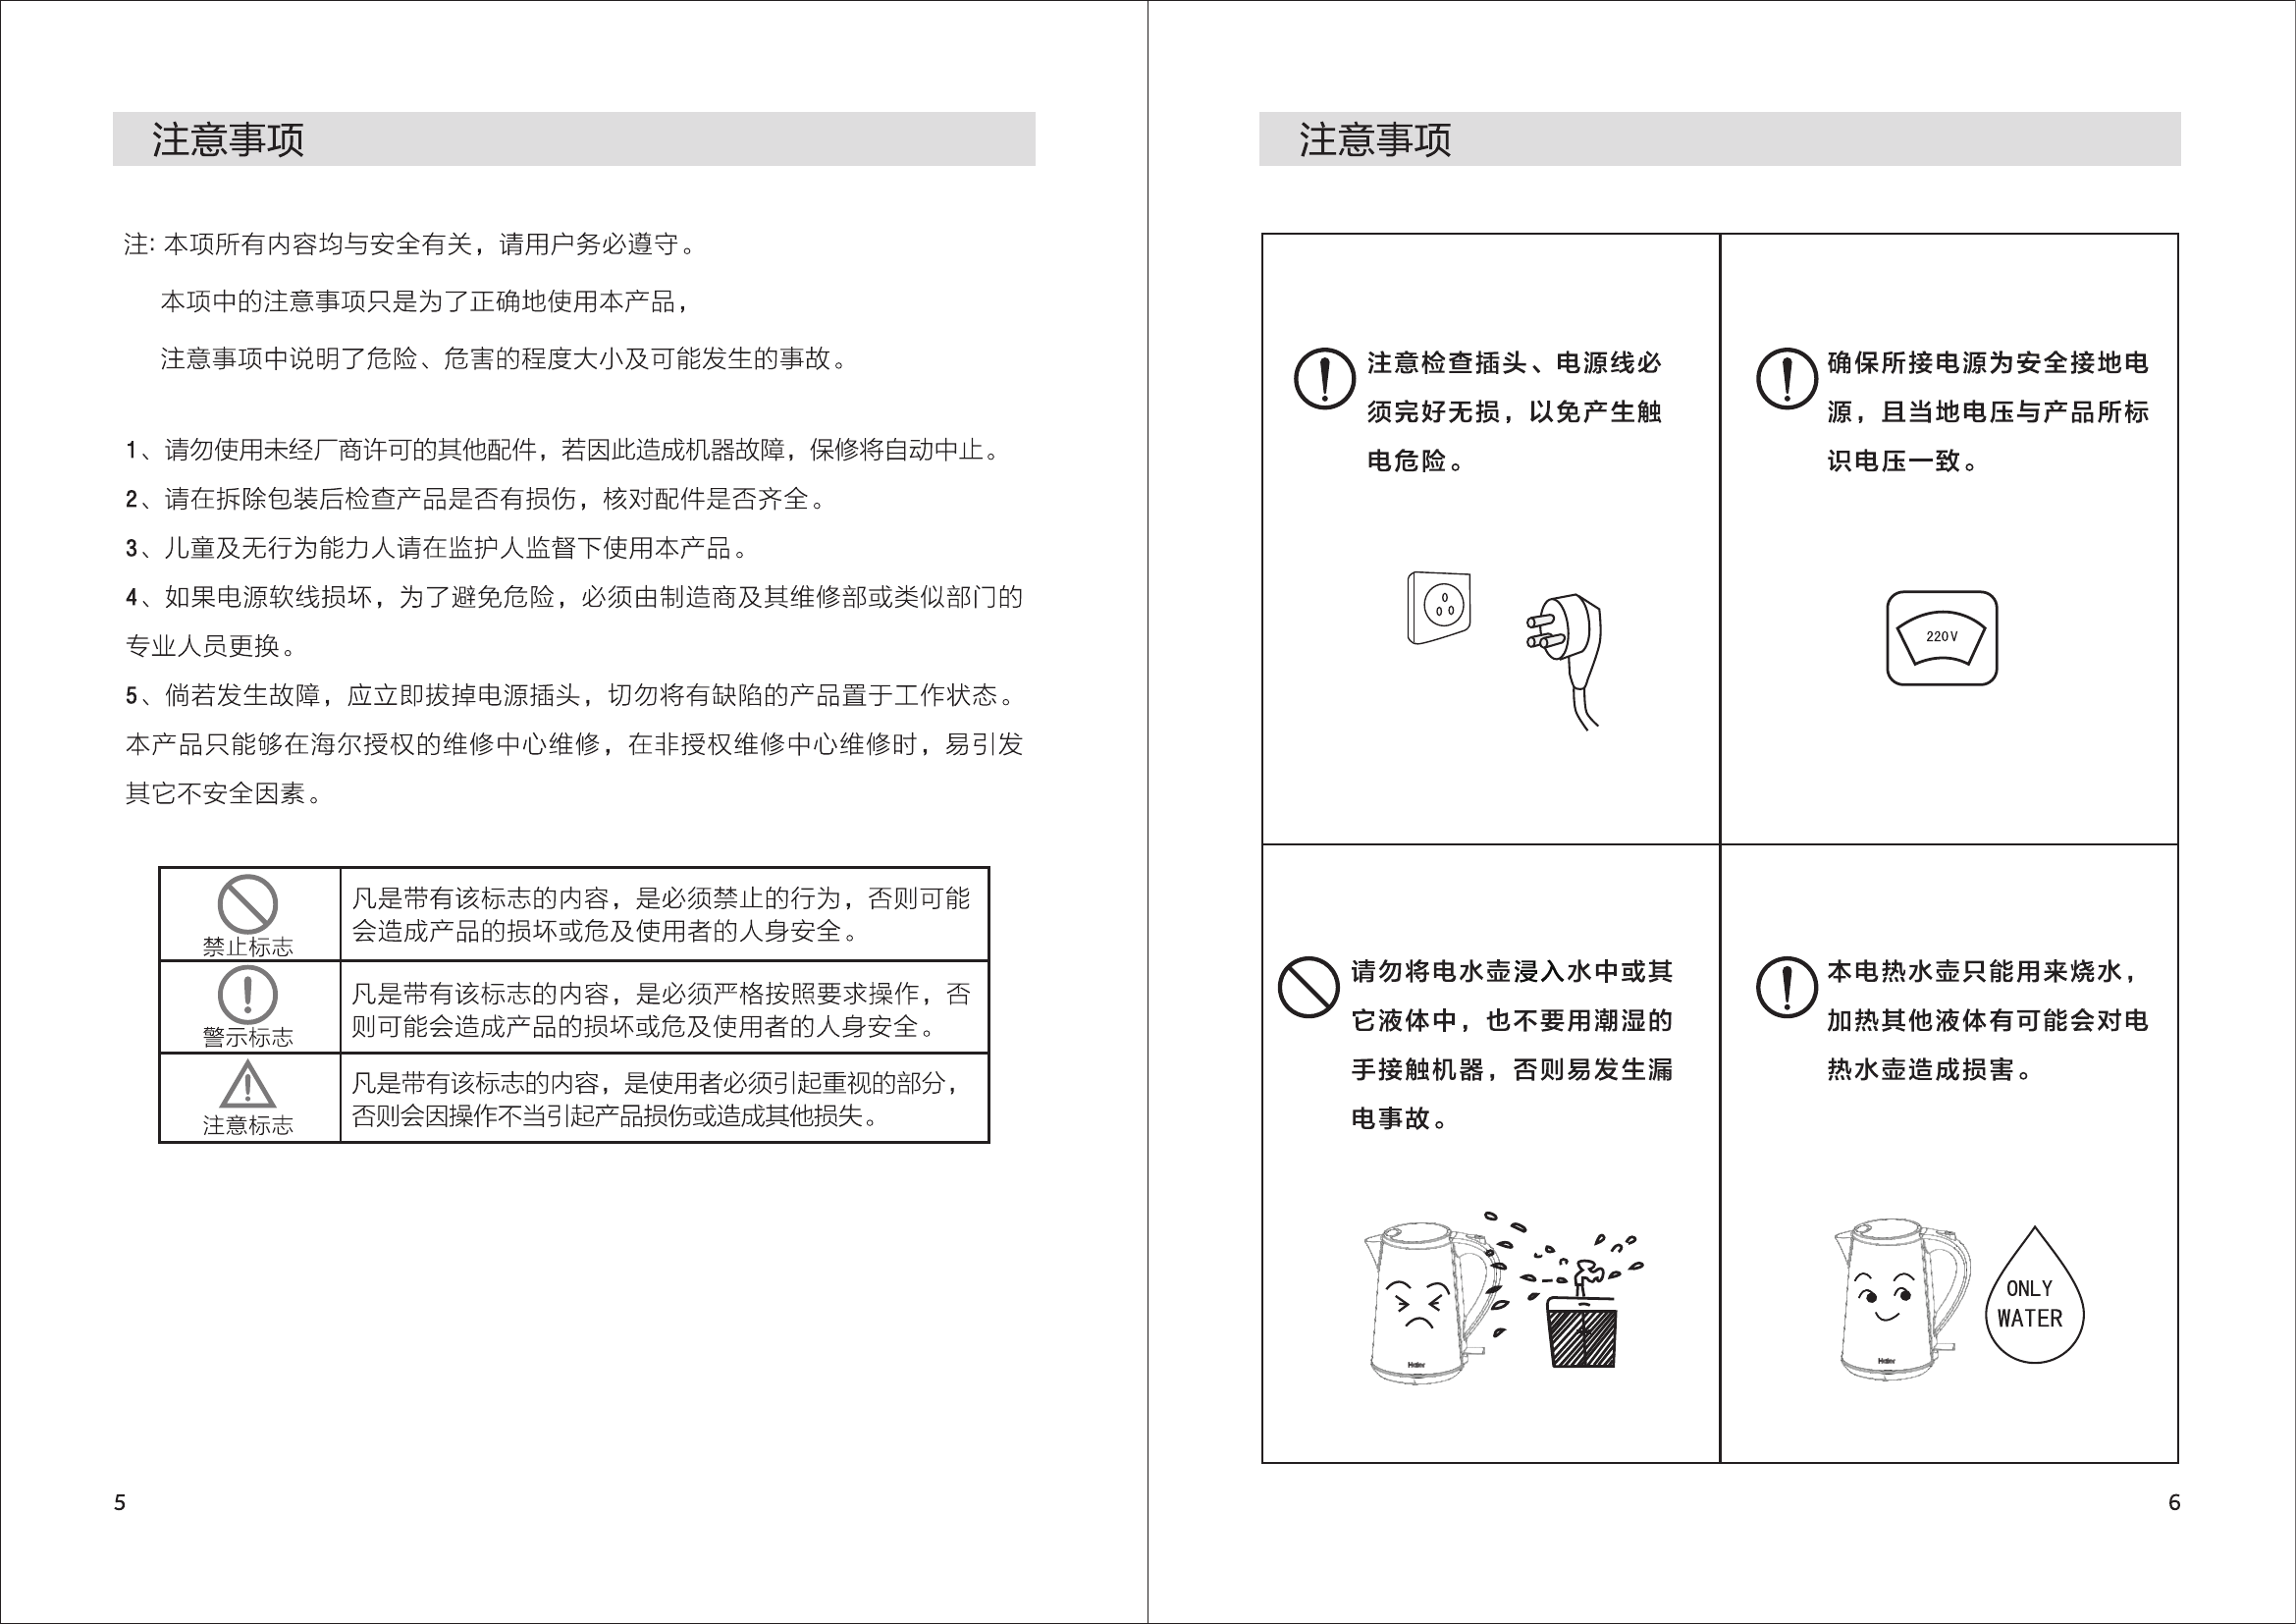 注意事项
注: 本项所有内容均与安全有关，请用户务必遵守。
本项中的注意事项只是为了正确地使用本产品，
注意事项中说明了危险、危害的程度大小及可能发生的事故。
1、请勿使用未经厂商许可的其他配件，若因此造成机器故障，保修将自动中止。
2、请在拆除包装后检查产品是否有损伤，核对配件是否齐全。
3、儿童及无行为能力人请在监护人监督下使用本产品。
4、如果电源软线损坏，为了避免危险，必须由制造商及其维修部或类似部门的
专业人员更换。
5、倘若发生故障，应立即拔掉电源插头，切勿将有缺陷的产品置于工作状态。
本产品只能够在海尔授权的维修中心维修，在非授权维修中心维修时，易引发
其它不安全因素。
禁止标志
凡是带有该标志的内容，是必须禁止的行为，否则可能
会造成产品的损坏或危及使用者的人身安全。
警示标志
凡是带有该标志的内容，是必须严格按照要求操作，否
则可能会造成产品的损坏或危及使用者的人身安全。
注意标志
凡是带有该标志的内容，是使用者必须引起重视的部分，
否则会因操作不当引起产品损伤或造成其他损失。
5
注意事项
注意检查插头、电源线必
须完好无损，以免产生触
电危险。
确保所接电源为安全接地电
源，且当地电压与产品所标
识电压一致。
220V
请勿将电水壶浸入水中或其
它液体中，也不要用潮湿的
手接触机器，否则易发生漏
电事故。
Haier
本电热水壶只能用来烧水，
加热其他液体有可能会对电
热水壶造成损害。
Haier
ONLY
WATER
6